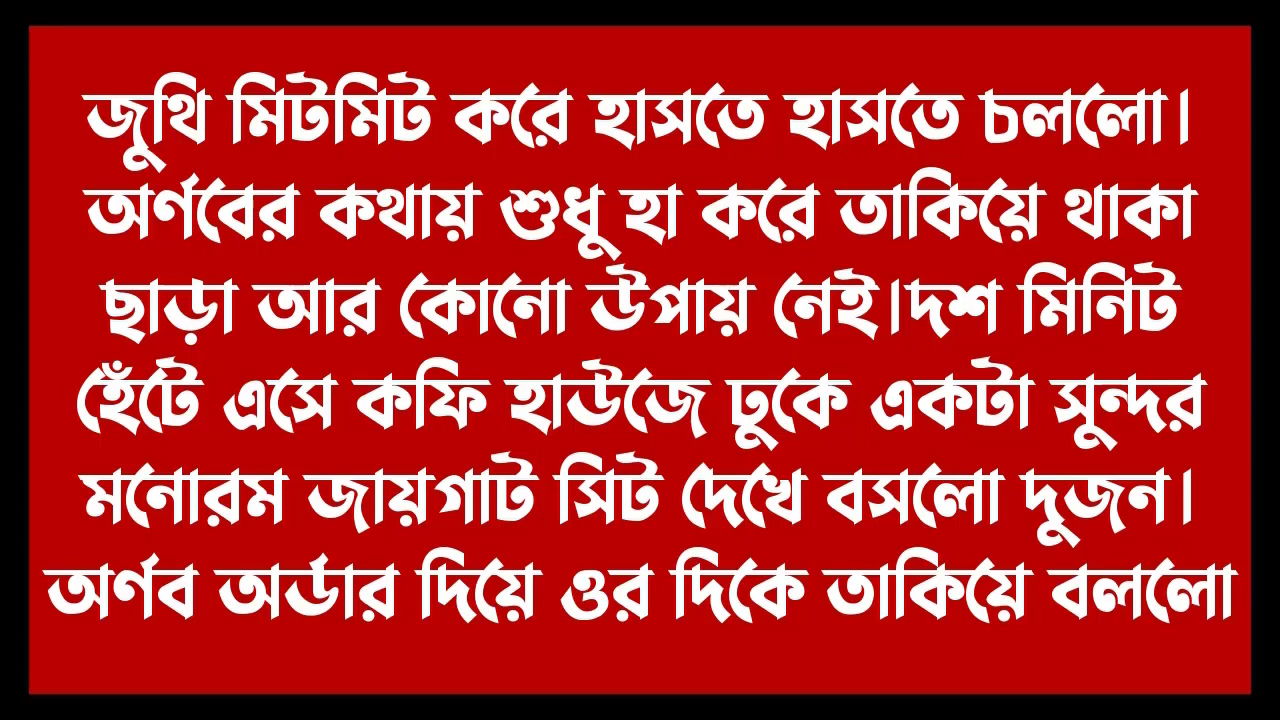 জুথি মিটমিট করে হাসতে হাসতে চললো।
অর্ণবের কথায় শুধু হা করে তাকিয়ে থাকা
ছাড়া আর কোনো উপায় নেই।দশ মিনিট
হেঁটে এসে কফি হাউজে ঢুকে একটা সুন্দর
মনোরম জায়গাট সিট দেখে বসলো দুজন।
অর্ণব অর্ডার দিয়ে ওর দিকে তাকিয়ে বললো